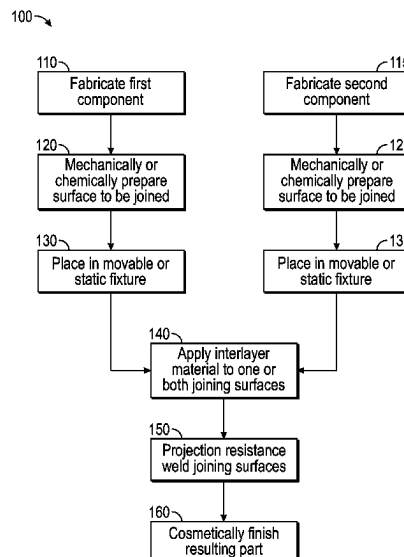 100
110
Fabricate first
component
120
Mechanically or
chemically prepare
surface to be joined
130
Place in movable or
static fixture
115
Fabricate second
component
Mechanically or
chemically prepare
surface to be joined
Place in movable or
static fixture
140
Apply interlayer
material to one or
both joining surfaces
150
Projection resistance
weld joining surfaces
160
Cosmetically finish
resulting part